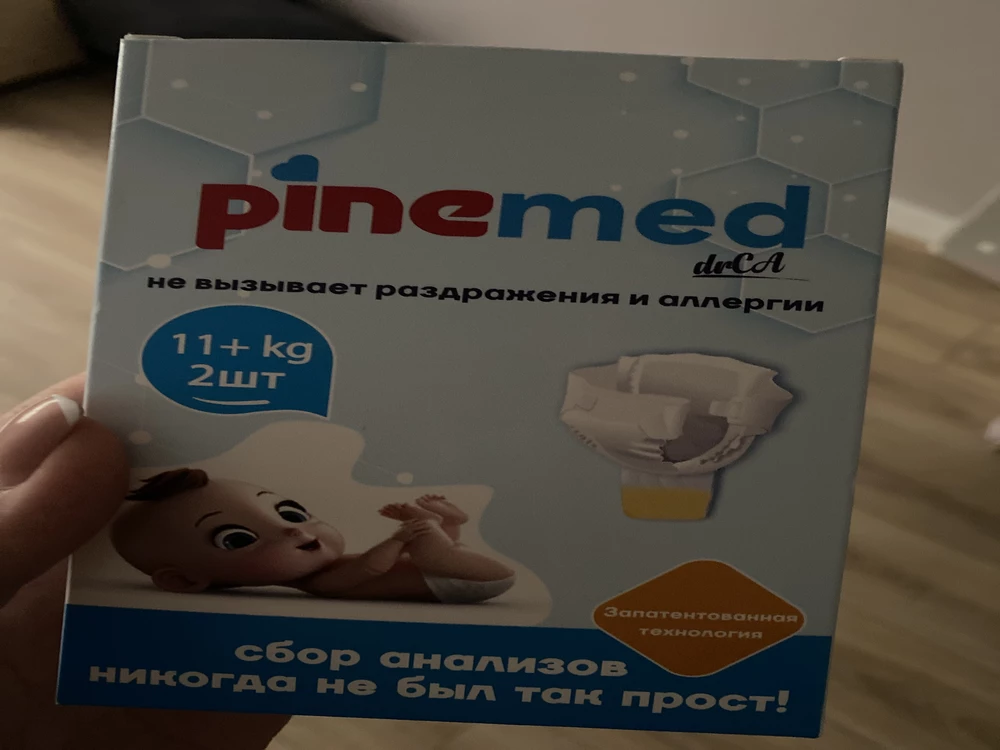 pinemed
drCA
не вызывает раздражения и аллергии
11+ kg
2шт
Запатентованная
технология
сбор анализов
никогда не был так прост!